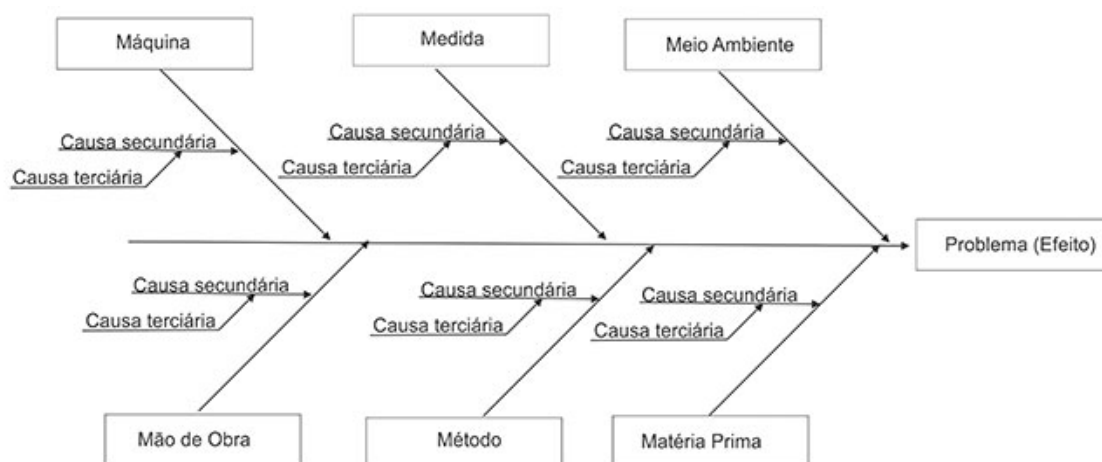 Máquina
Medida
Meio Ambiente
Causa secundária
Causa terciária
Causa secundária
Causa terciária
Causa secundária
Causa terciária
Problema (Efeito)
Causa secundária
Causa terciária
Causa secundária
Causa terciária
Causa secundária
Causa terciária
Mão de Obra
Método
Matéria Prima